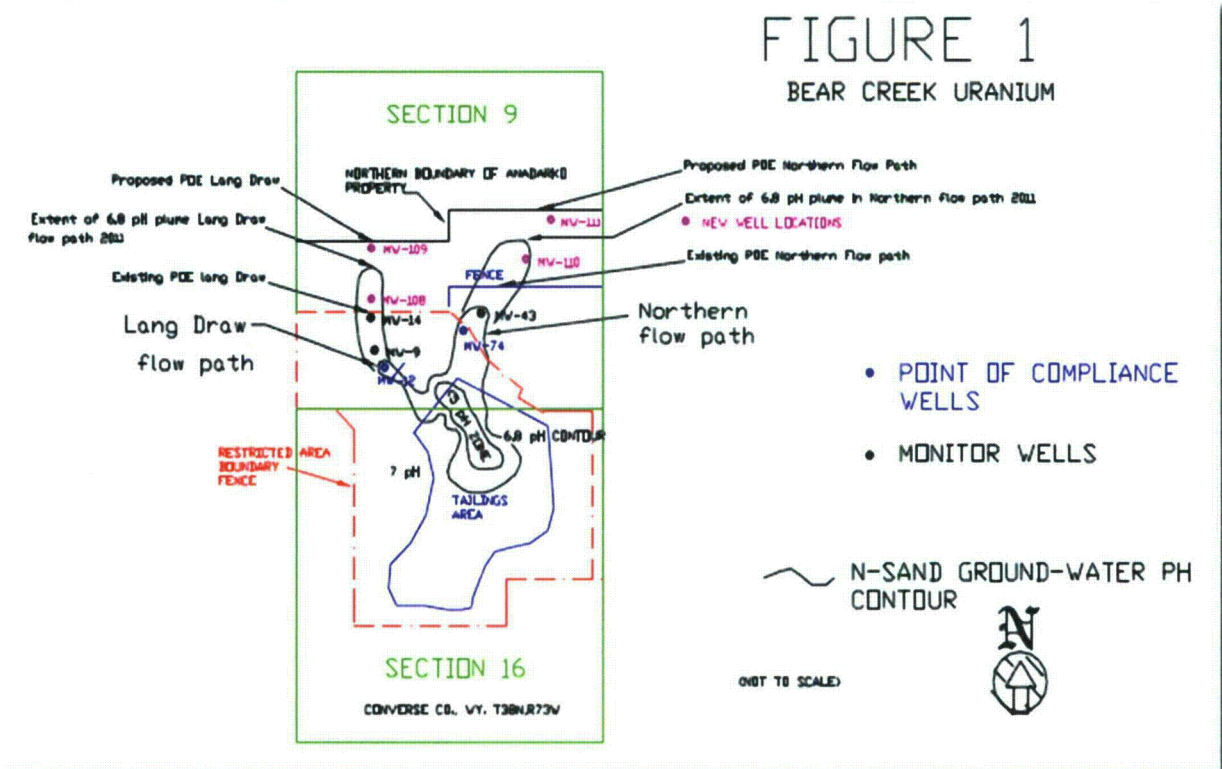 FIGURE 1
BEAR CREEK URANIUM
SECTION 9
NORTHERN BOUNDARY OF ANADARKO
PROPERTY
Proposed POE Northern Flow Path
Proposed POE Lang Draw
Extent of 6.8 pH plume in Northern flow path 2011
Extent of 6.8 pH plume Lang Draw
flow path 2011
MW-111
NEW WELL LOCATIONS
MW-109
MW-110
Existing POE Northern Flow path
FENCE
Existing POE lang Draw
MW-108
MW-14
MW-43
Northern
flow path
Lang Draw
flow path
MW-74
MW-9
MW-12
POINT OF COMPLIANCE
WELLS
<3 pH ZONE
6.8 pH CONTOUR
MONITOR WELLS
RESTRICTED AREA
BOUNDARY
FENCE
7 pH
TAILINGS
AREA
N-SAND GROUND-WATER PH
CONTOUR
N
SECTION 16
(NOT TO SCALE)
CONVERSE CO., WY. T38N,R73W